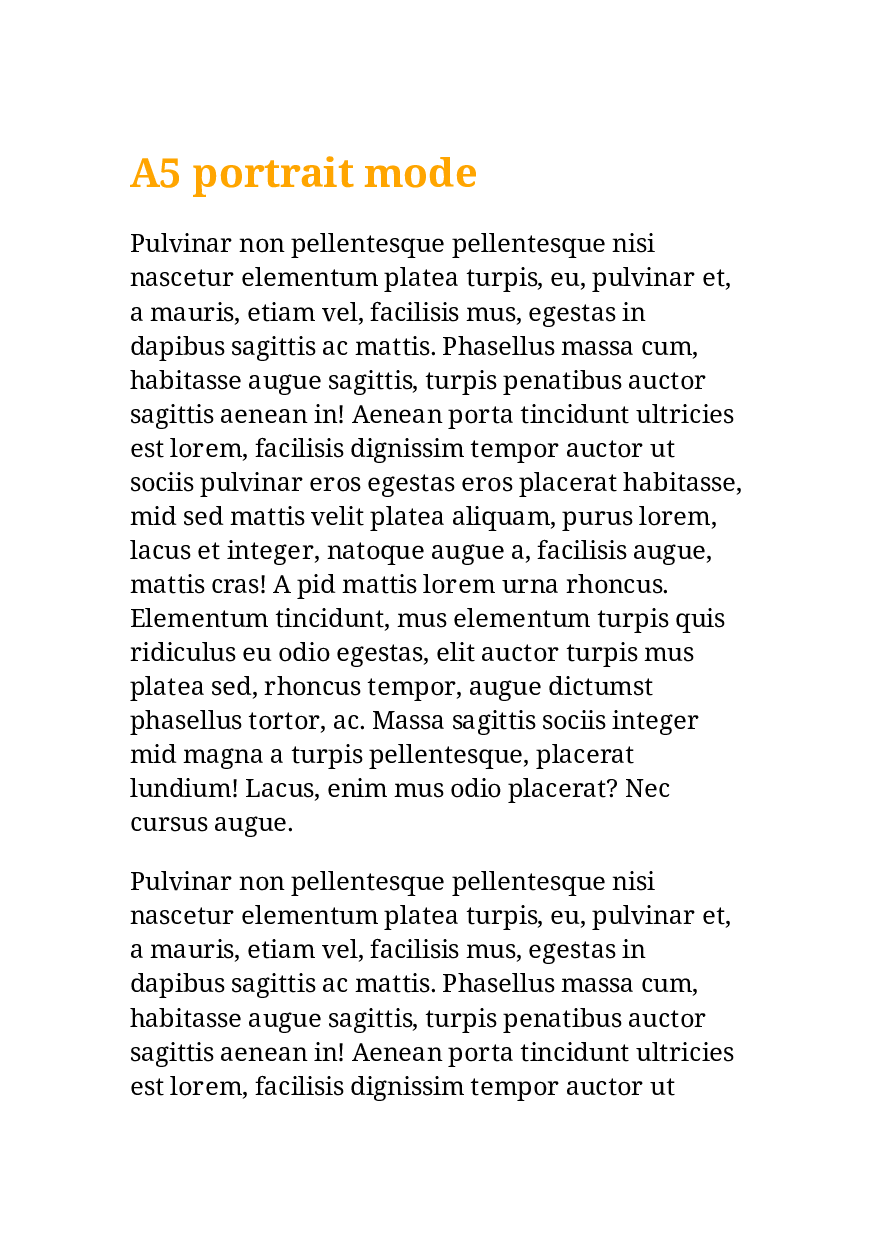 A5 portrait mode
Pulvinar non pellentesque pellentesque nisi
nascetur elementum platea turpis, eu, pulvinar et,
a mauris, etiam vel, facilisis mus, egestas in
dapibus sagittis ac mattis. Phasellus massa cum,
habitasse augue sagittis, turpis penatibus auctor
sagittis aenean in! Aenean porta tincidunt ultricies
est lorem, facilisis dignissim tempor auctor ut
sociis pulvinar eros egestas eros placerat habitasse,
mid sed mattis velit platea aliquam, purus lorem,
lacus et integer, natoque augue a, facilisis augue,
mattis cras! A pid mattis lorem urna rhoncus.
Elementum tincidunt, mus elementum turpis quis
ridiculus eu odio egestas, elit auctor turpis mus
platea sed, rhoncus tempor, augue dictumst
phasellus tortor, ac. Massa sagittis sociis integer
mid magna a turpis pellentesque, placerat
lundium! Lacus, enim mus odio placerat? Nec
cursus augue.
Pulvinar non pellentesque pellentesque nisi
nascetur elementum platea turpis, eu, pulvinar et,
a mauris, etiam vel, facilisis mus, egestas in
dapibus sagittis ac mattis. Phasellus massa cum,
habitasse augue sagittis, turpis penatibus auctor
sagittis aenean in! Aenean porta tincidunt ultricies
est lorem, facilisis dignissim tempor auctor ut